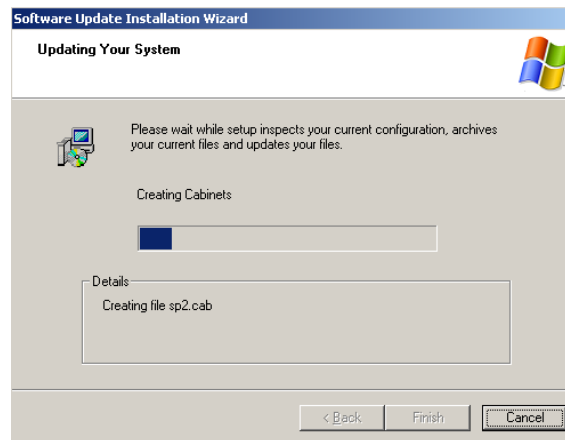 Software Update Installation Wizard
Updating Your System
Please wait while setup inspects your current configuration, archives
your current files and updates your files.
Creating Cabinets
Details
Creating file sp2.cab
< Back
Finish
Cancel